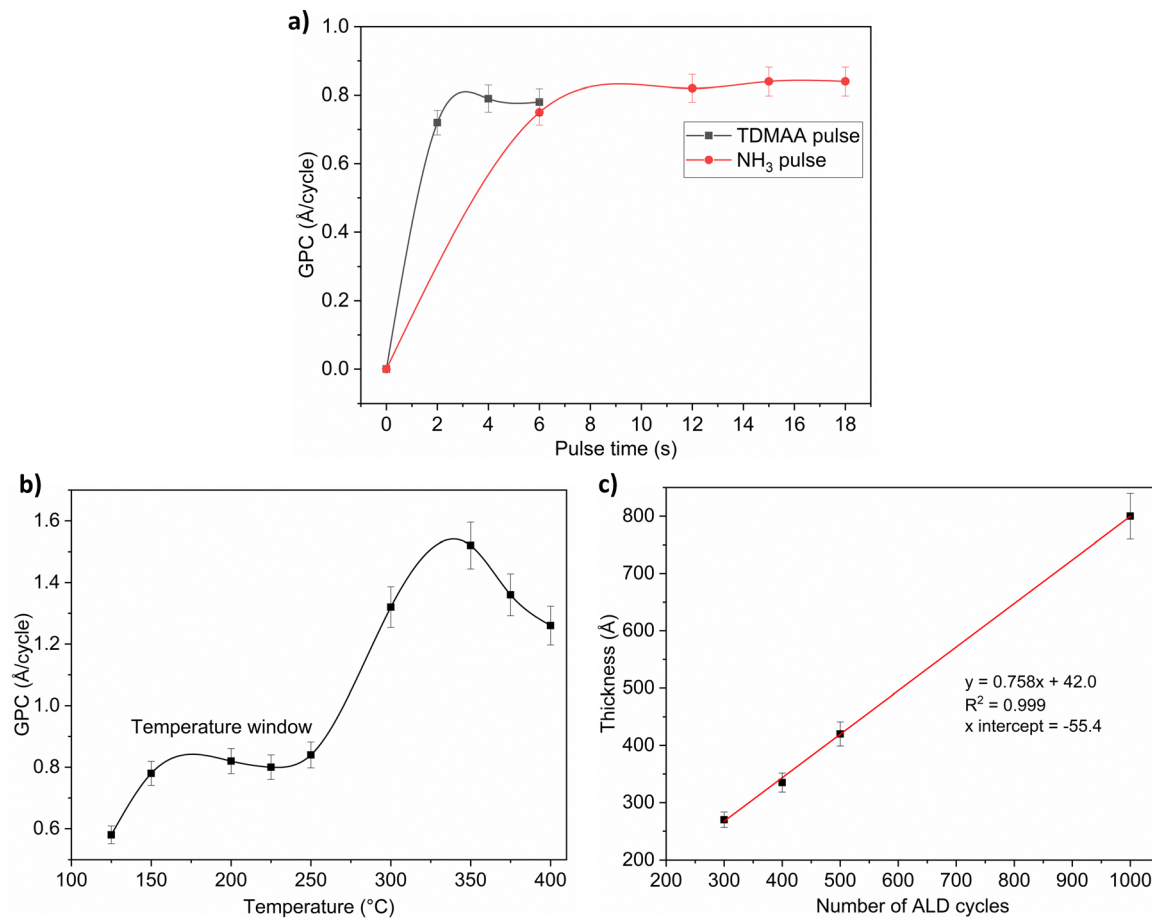 a)
1.0
0.8
0.6
0.4
0.2
0.0
GPC (Å/cycle)
TDMAA pulse
NH₃ pulse
0 2 4 6 8 10 12 14 16 18
Pulse time (s)
b)
1.6
1.4
1.2
1.0
0.8
0.6
GPC (Å/cycle)
Temperature window
100 150 200 250 300 350 400
Temperature (°C)
c)
800
700
600
500
400
300
200
Thickness (Å)
y = 0.758x + 42.0
R² = 0.999
x intercept = -55.4
200 300 400 500 600 700 800 900 1000
Number of ALD cycles